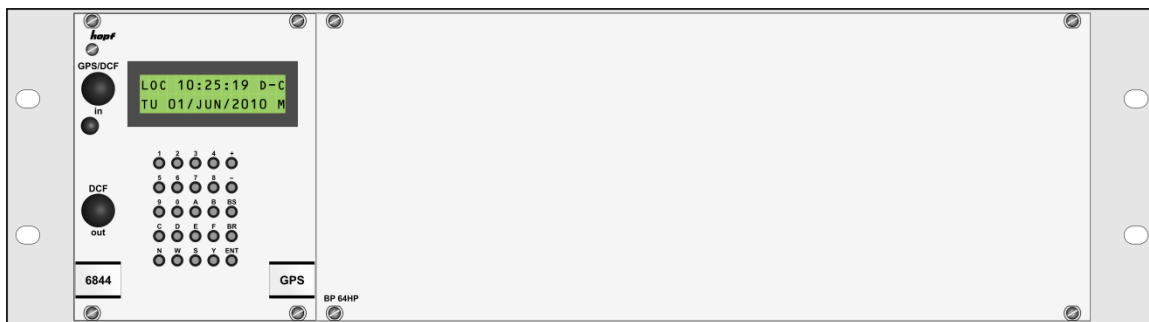 hopf
GPS/DCF
in
LOC 10:25:19 D-C
TU 01/JUN/2010 M
1 2 3 4 +
5 6 7 8 –
9 0 A B BS
C D E F BR
N W S Y ENT
DCF
out
6844
GPS
BP 64HP